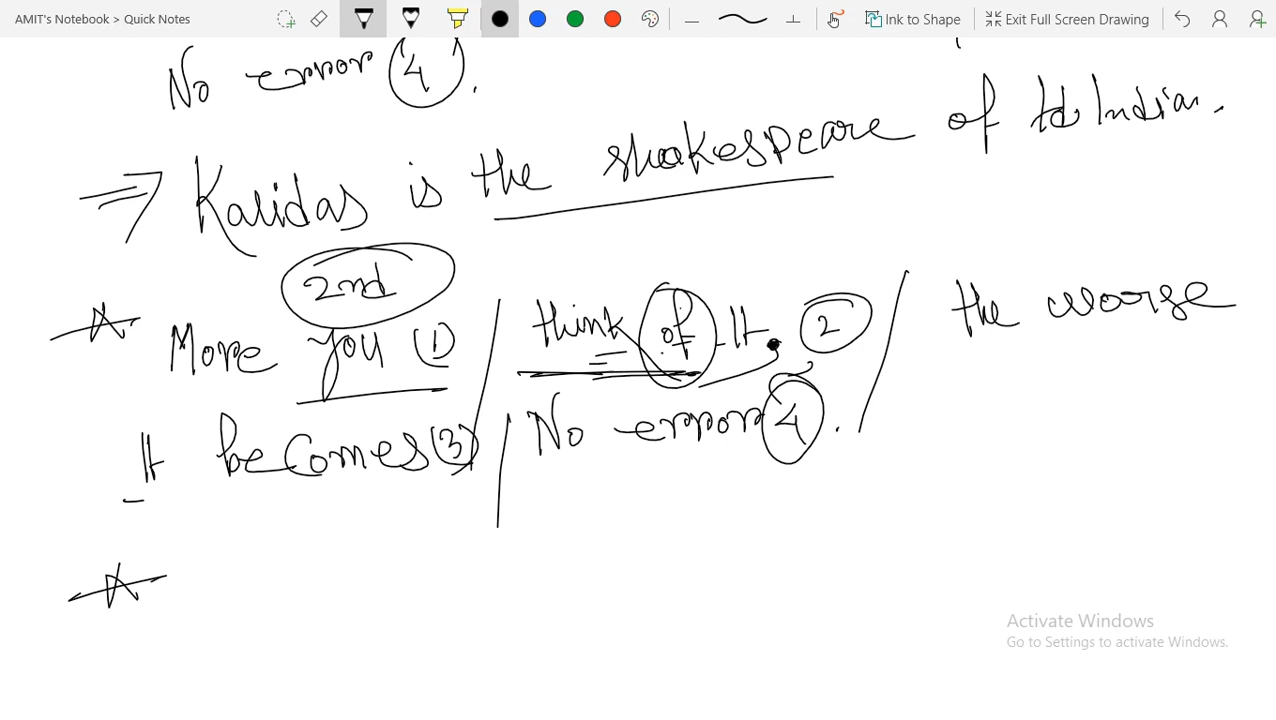 AMIT's Notebook > Quick Notes
Ink to Shape
Exit Full Screen Drawing
No error (4).
⇒ Kalidas is the shakespeare of Indian.
2nd
☆ More you (1) / think of It. (2) / the worse
It becomes (3) / No error (4).
☆
Activate Windows
Go to Settings to activate Windows.